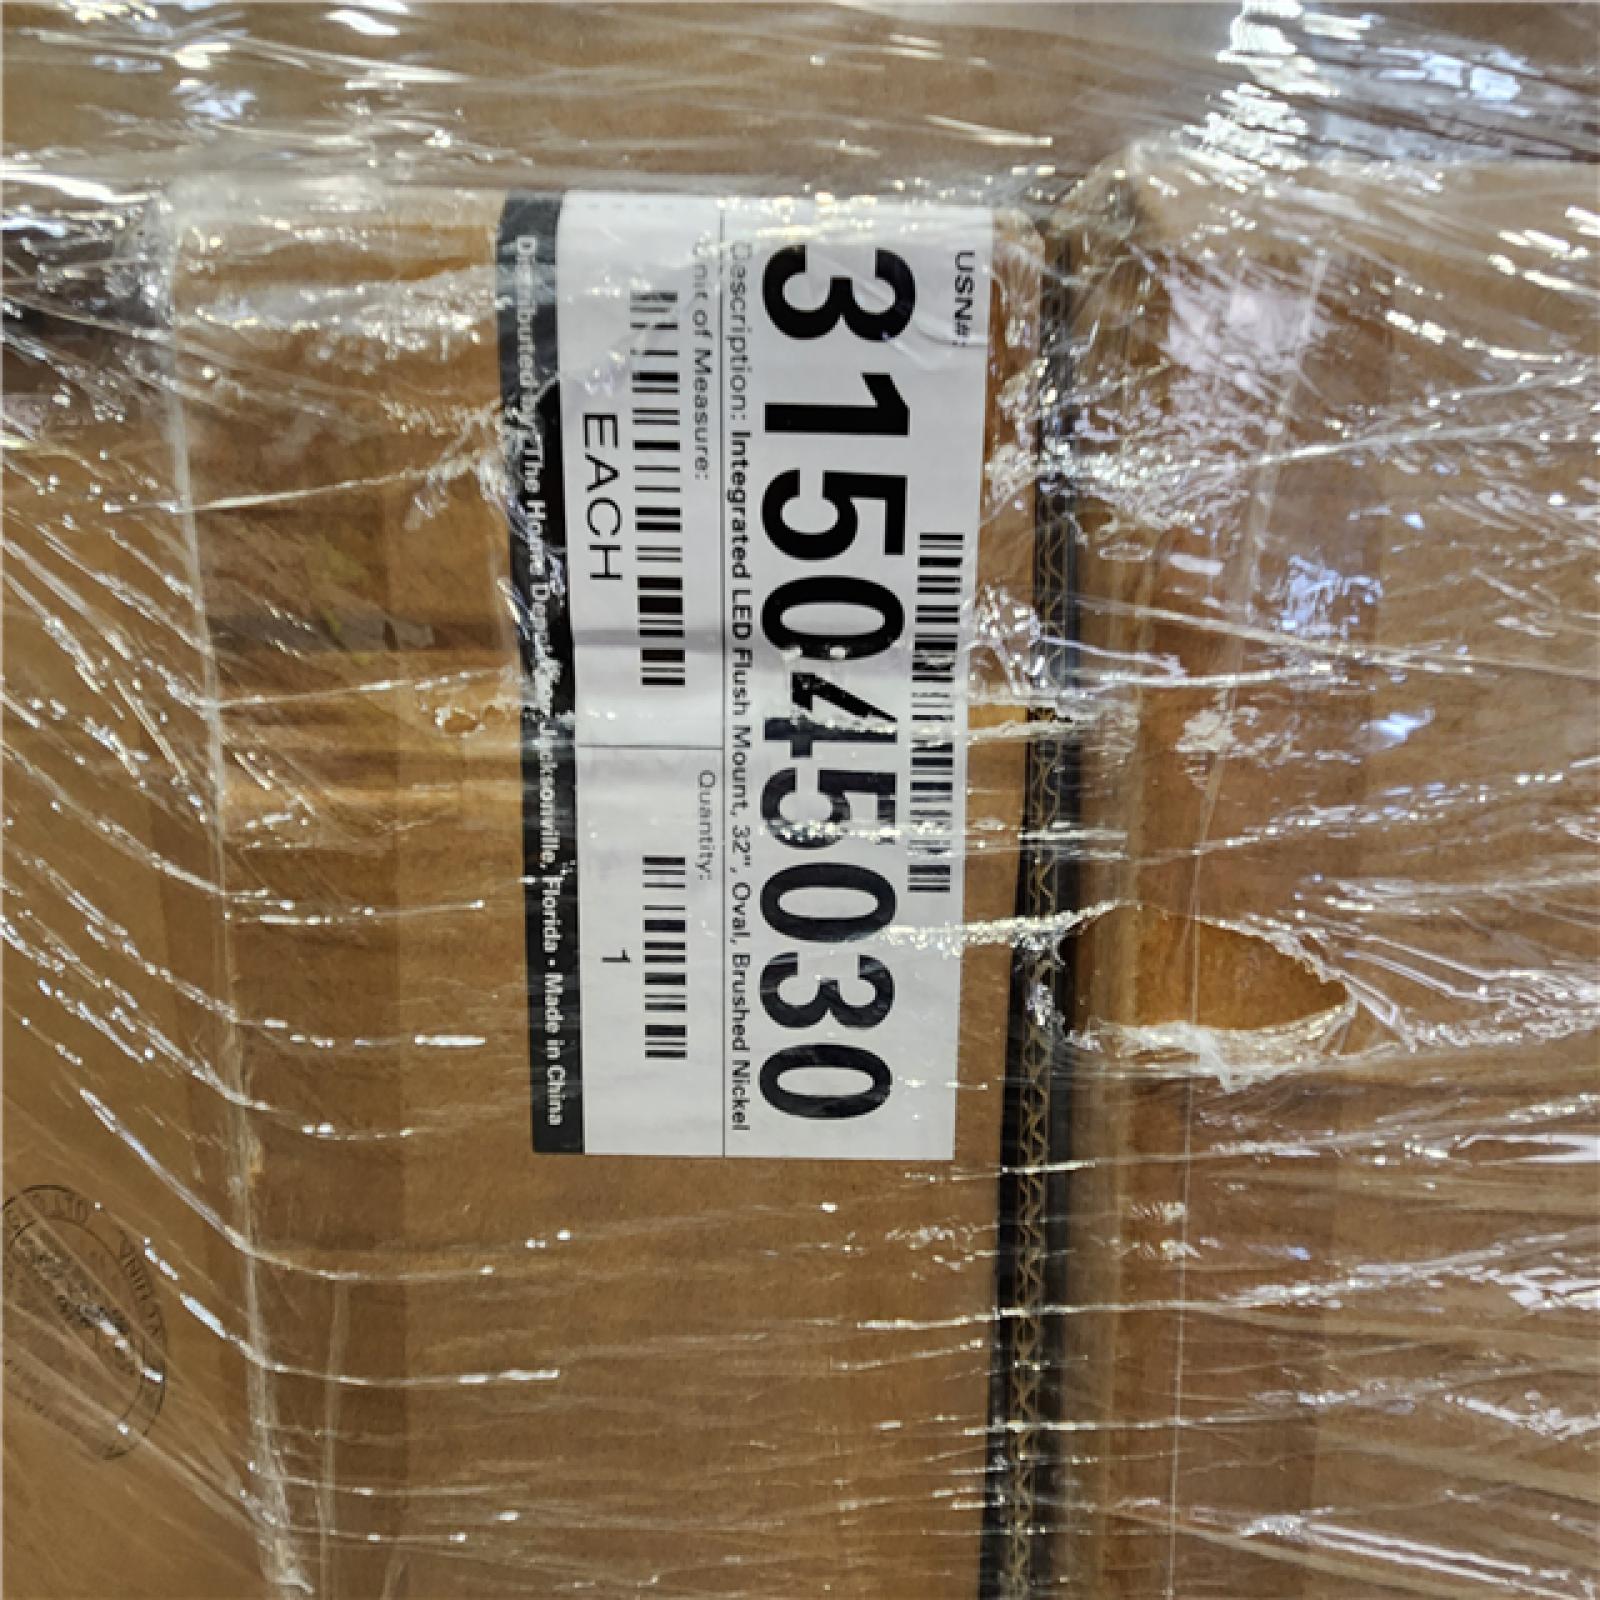 USN#:
315045030
Description: Integrated LED Flush Mount, 32", Oval, Brushed Nickel
Unit of Measure:
EACH
Quantity:
1
Distributed by The Home Depot Jacksonville, Florida • Made in China